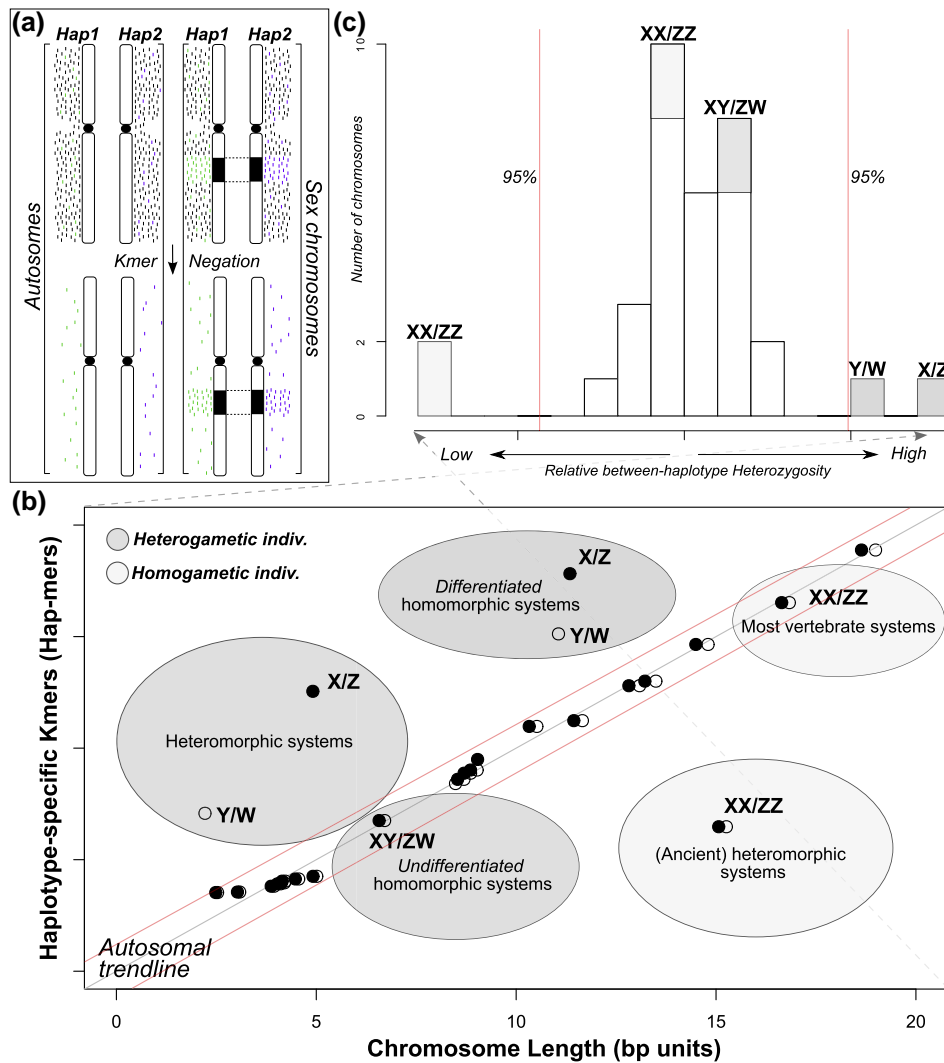 (a)
Hap1 Hap2 Hap1 Hap2
Autosomes
Sex chromosomes
Kmer Negation
(c)
Number of chromosomes
10
2
0
XX/ZZ
XY/ZW
95%
95%
XX/ZZ
Y/W
X/Z
Low
High
Relative between-haplotype Heterozygosity
(b)
Haplotype-specific Kmers (Hap-mers)
Heterogametic indiv.
Homogametic indiv.
X/Z
Differentiated
homomorphic systems
Y/W
XX/ZZ
Most vertebrate systems
X/Z
Heteromorphic systems
Y/W
XY/ZW
Undifferentiated
homomorphic systems
XX/ZZ
(Ancient) heteromorphic
systems
Autosomal
trendline
0 5 10 15 20
Chromosome Length (bp units)